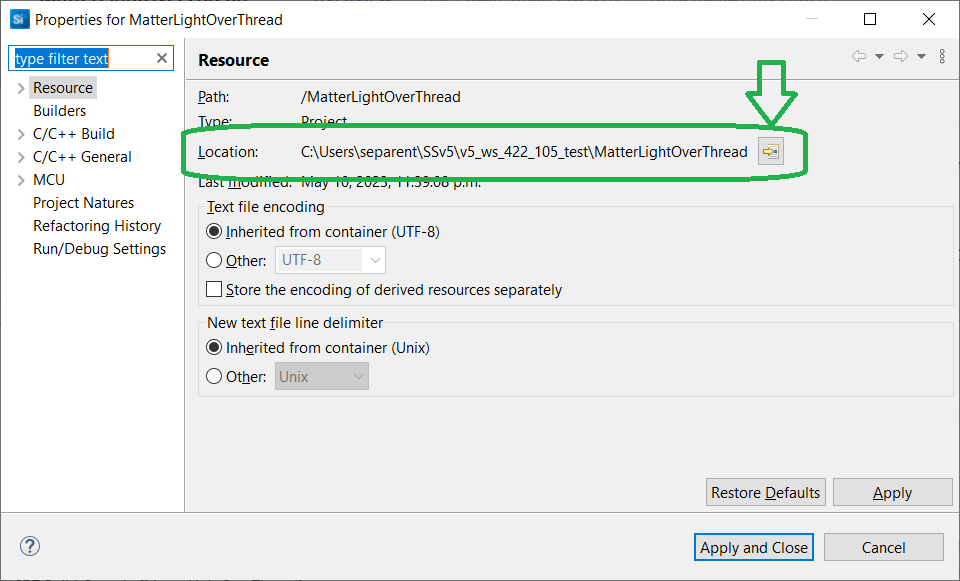 Si Properties for MatterLightOverThread
type filter text
Resource
Builders
C/C++ Build
C/C++ General
MCU
Project Natures
Refactoring History
Run/Debug Settings
Resource
Path: /MatterLightOverThread
Type: Project
Location: C:\Users\separent\SSv5\v5_ws_422_105_test\MatterLightOverThread
Last modified: May 10, 2023, 11:39:08 p.m.
Text file encoding
Inherited from container (UTF-8)
Other: UTF-8
Store the encoding of derived resources separately
New text file line delimiter
Inherited from container (Unix)
Other: Unix
Restore Defaults Apply
? Apply and Close Cancel